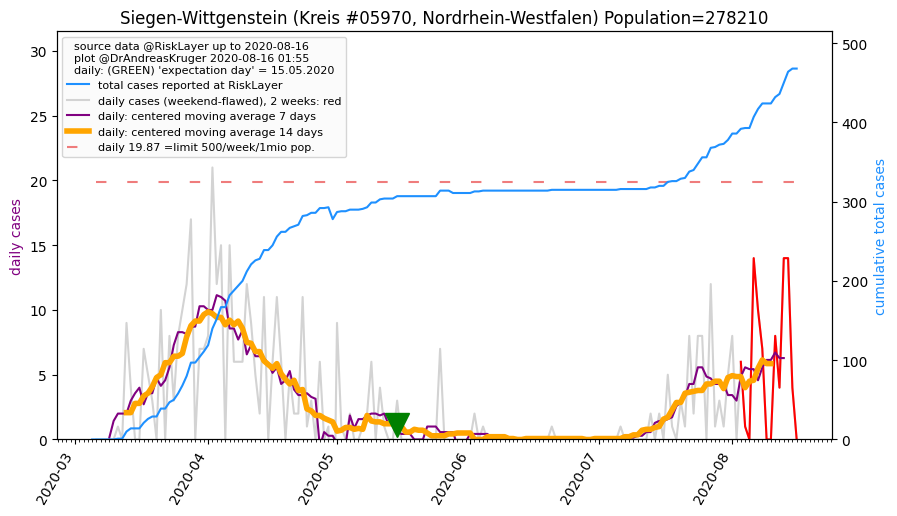 Siegen-Wittgenstein (Kreis #05970, Nordrhein-Westfalen) Population=278210
source data @RiskLayer up to 2020-08-16
plot @DrAndreasKruger 2020-08-16 01:55
daily: (GREEN) 'expectation day' = 15.05.2020
total cases reported at RiskLayer
daily cases (weekend-flawed), 2 weeks: red
daily: centered moving average 7 days
daily: centered moving average 14 days
daily 19.87 =limit 500/week/1mio pop.
daily cases
30
25
20
15
10
5
0
cumulative total cases
500
400
300
200
100
0
2020-03
2020-04
2020-05
2020-06
2020-07
2020-08